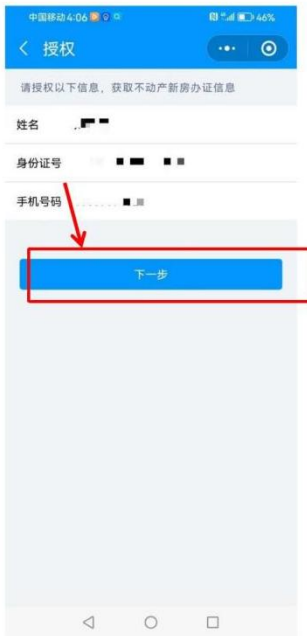 中国移动4:06 46%
授权
请授权以下信息，获取不动产新房办证信息
姓名
身份证号
手机号码
下一步